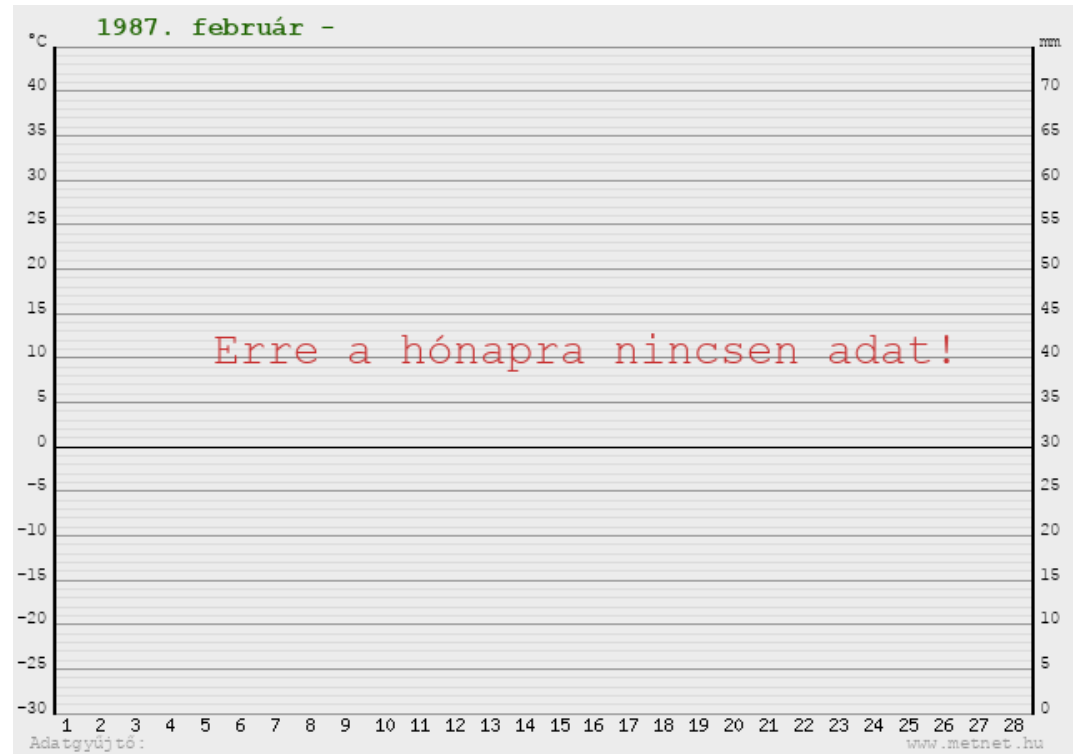 1987. február -
°C mm
40 70
35 65
30 60
25 55
20 50
15 45
10 Erre a hónapra nincsen adat! 40
5 35
0 30
-5 25
-10 20
-15 15
-20 10
-25 5
-30 0
1 2 3 4 5 6 7 8 9 10 11 12 13 14 15 16 17 18 19 20 21 22 23 24 25 26 27 28
Adatgyűjtő: www.metnet.hu